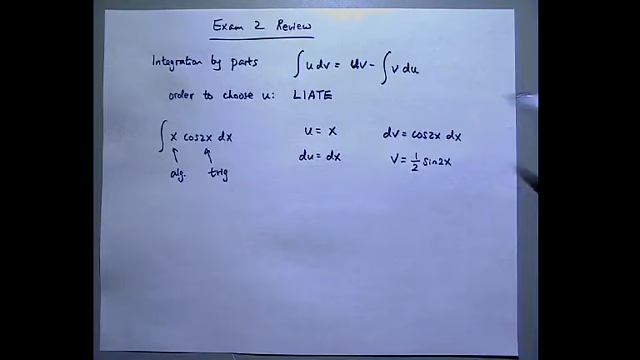 Exam 2 Review
Integration by parts ∫ u dv = uv - ∫ v du
order to choose u: LIATE
∫ x cos2x dx u = x dv = cos2x dx
alg. trig du = dx v = 1/2 sin2x